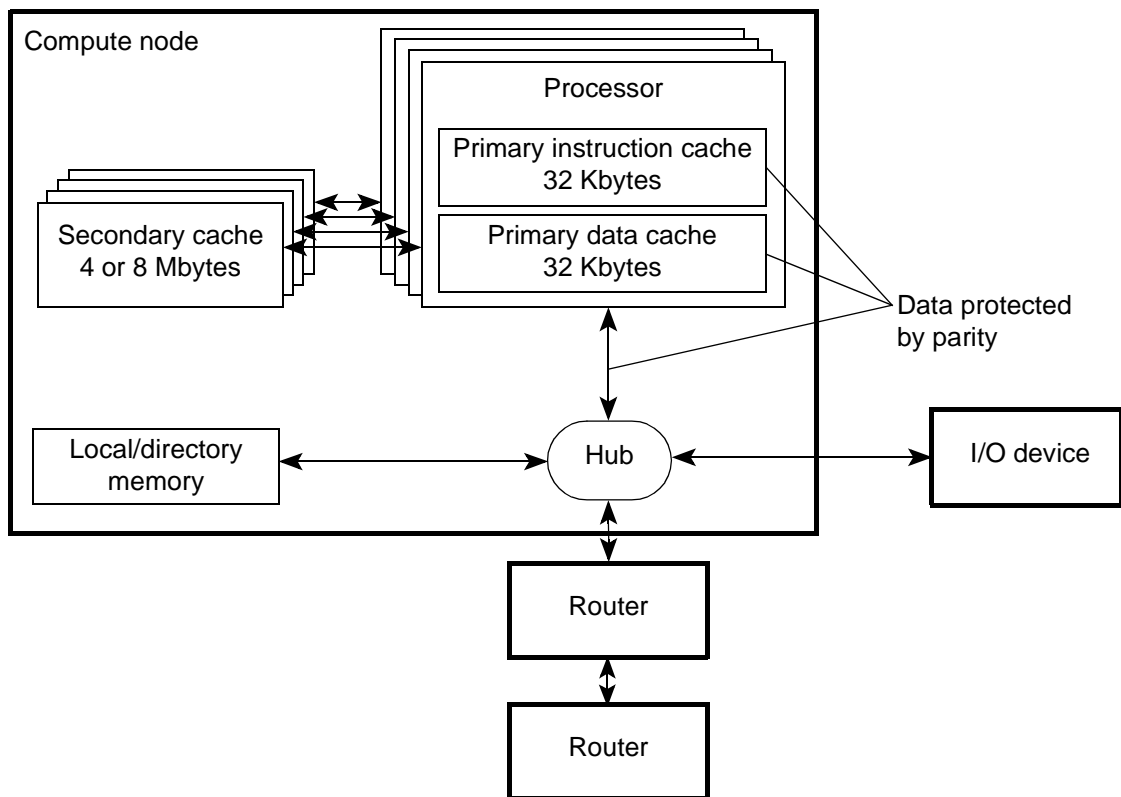 Compute node
Processor
Primary instruction cache
32 Kbytes
Secondary cache
4 or 8 Mbytes
Primary data cache
32 Kbytes
Data protected
by parity
Local/directory
memory
Hub
I/O device
Router
Router